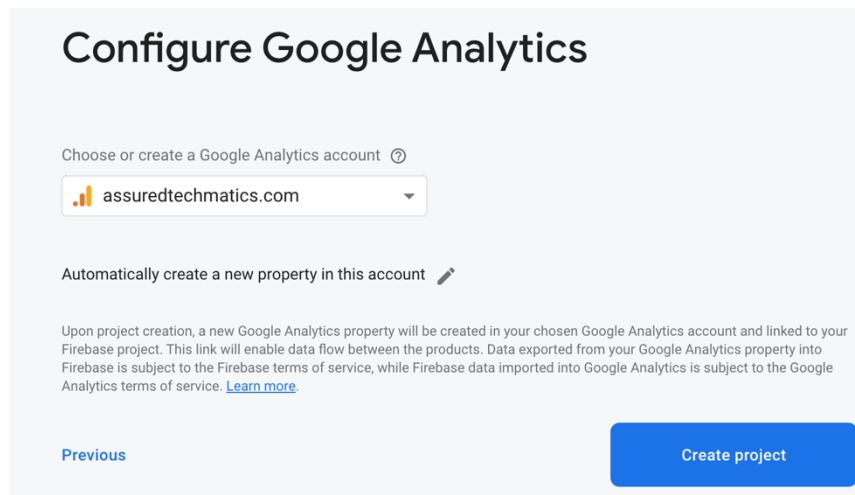 Configure Google Analytics
Choose or create a Google Analytics account
assuredtechmatics.com
Automatically create a new property in this account
Upon project creation, a new Google Analytics property will be created in your chosen Google Analytics account and linked to your
Firebase project. This link will enable data flow between the products. Data exported from your Google Analytics property into
Firebase is subject to the Firebase terms of service, while Firebase data imported into Google Analytics is subject to the Google
Analytics terms of service. Learn more.
Previous
Create project